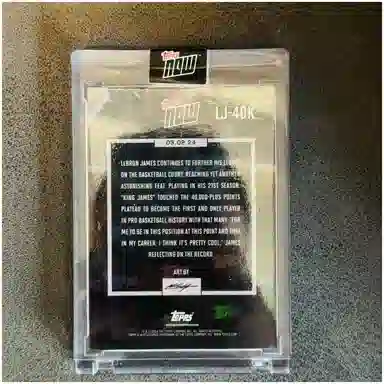 Topps
NOW
Topps
NOW LJ-40K
03.02.24
LEBRON JAMES CONTINUES TO FURTHER HIS LEGACY
ON THE BASKETBALL COURT, REACHING YET ANOTHER
ASTONISHING FEAT. PLAYING IN HIS 21ST SEASON,
"KING JAMES" TOUCHED THE 40,000-PLUS POINTS
PLATEAU TO BECOME THE FIRST AND ONLY PLAYER
IN PRO BASKETBALL HISTORY WITH THAT MANY. "FOR
ME TO BE IN THIS POSITION AT THIS POINT AND TIME
IN MY CAREER, I THINK IT'S PRETTY COOL," JAMES
REFLECTING ON THE RECORD.
ART BY
Topps